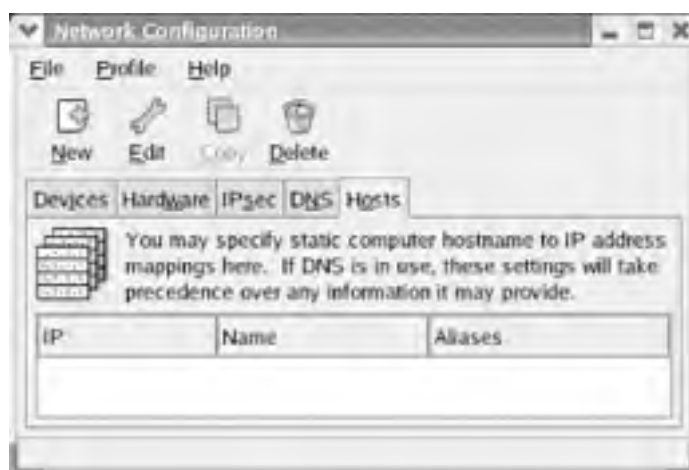 Network Configuration
File Profile Help
New Edit Copy Delete
Devices Hardware IPsec DNS Hosts
You may specify static computer hostname to IP address
mappings here. If DNS is in use, these settings will take
precedence over any information it may provide.
IP Name Aliases